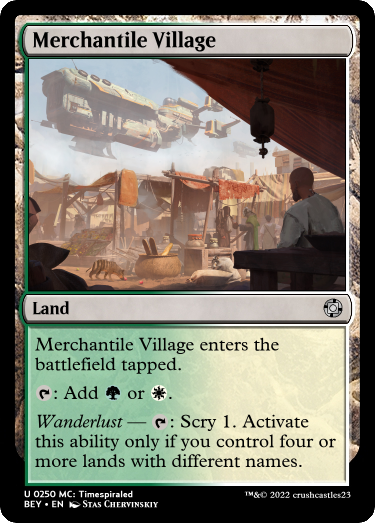 Merchantile Village
Land
Merchantile Village enters the
battlefield tapped.
: Add or .
Wanderlust — : Scry 1. Activate
this ability only if you control four or
more lands with different names.
U 0250 MC: Timespiraled
BEY • EN Stas Chervinskiy
™&© 2022 crushcastles23